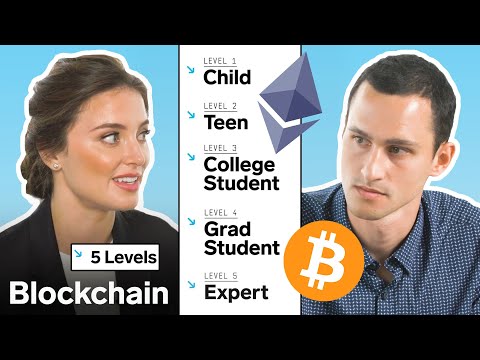 LEVEL 1
Child
LEVEL 2
Teen
LEVEL 3
College
Student
LEVEL 4
Grad
Student
LEVEL 5
Expert
5 Levels
Blockchain